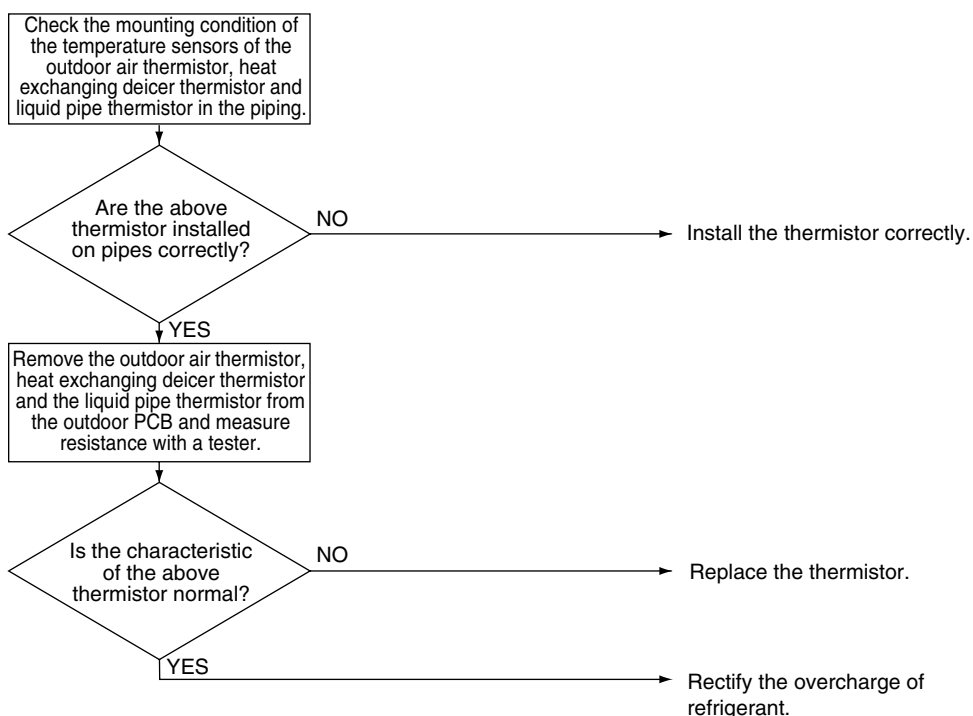 Check the mounting condition of
the temperature sensors of the
outdoor air thermistor, heat
exchanging deicer thermistor and
liquid pipe thermistor in the piping.
Are the above
thermistor installed
on pipes correctly?
NO
Install the thermistor correctly.
YES
Remove the outdoor air thermistor,
heat exchanging deicer thermistor
and the liquid pipe thermistor from
the outdoor PCB and measure
resistance with a tester.
Is the characteristic
of the above
thermistor normal?
NO
Replace the thermistor.
YES
Rectify the overcharge of
refrigerant.